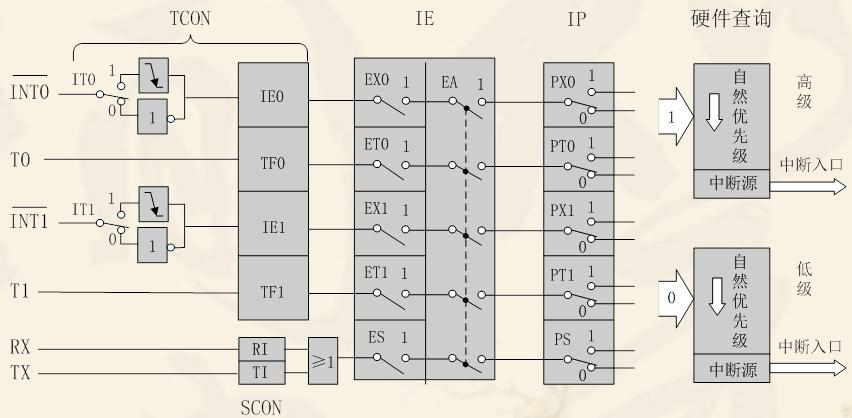 TCON IE IP 硬件查询
INT0 IT0 1 0 1 IE0 EX0 1 EA 1 PX0 1 0 1 自然优先级 高级
T0 TF0 ET0 1 PT0 1 0 中断源 中断入口
INT1 IT1 1 0 1 IE1 EX1 1 PX1 1 0
T1 TF1 ET1 1 PT1 1 0 0 自然优先级 低级
RX RI ≥1 ES 1 PS 1 0 中断源 中断入口
TX TI
SCON